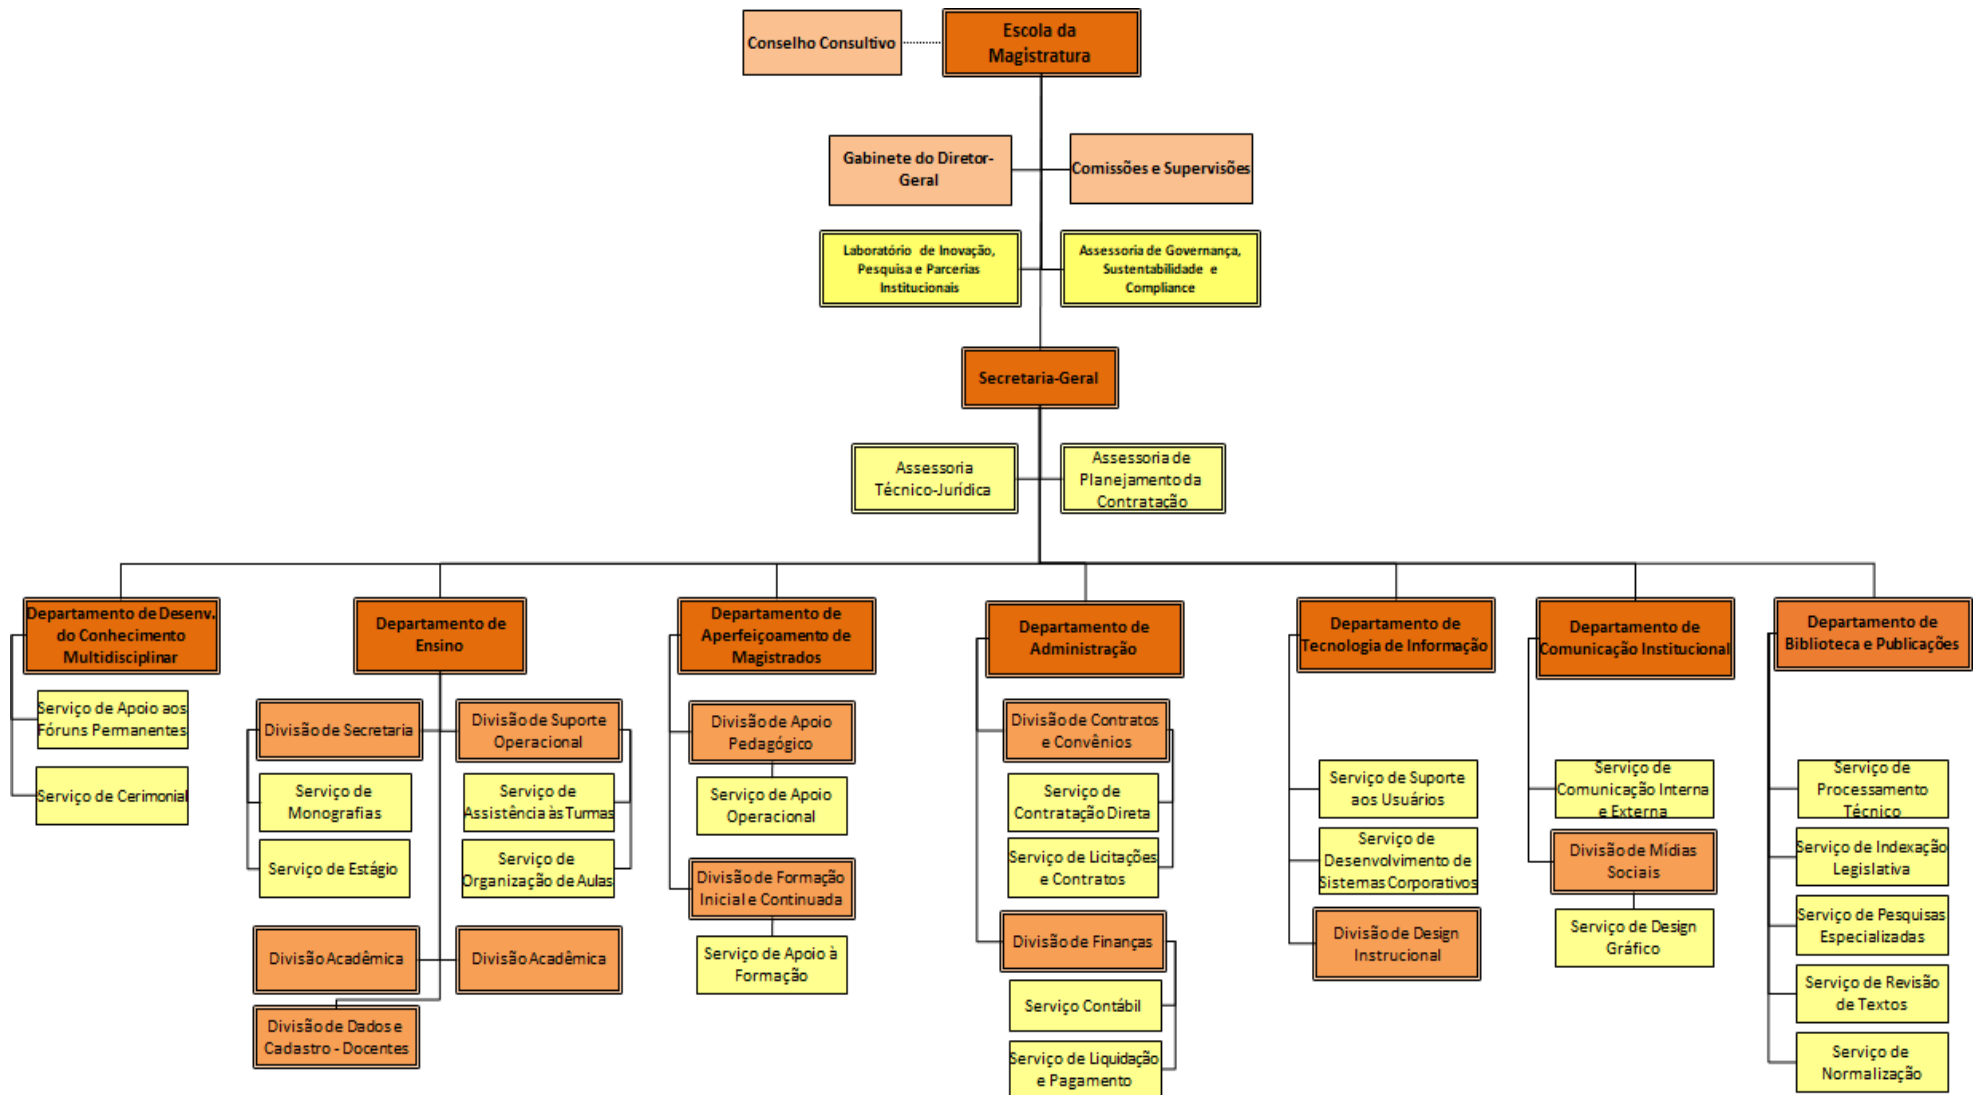 Conselho Consultivo
Escola da
Magistratura
Gabinete do Diretor-
Geral
Comissões e Supervisões
Laboratório de Inovação,
Pesquisa e Parcerias
Institucionais
Assessoria de Governança,
Sustentabilidade e
Compliance
Secretaria-Geral
Assessoria
Técnico-Jurídica
Assessoria de
Planejamento da
Contratação
Departamento de Desenv.
do Conhecimento
Multidisciplinar
Serviço de Apoio aos
Fóruns Permanentes
Serviço de Cerimonial
Departamento de
Ensino
Divisão de Secretaria
Serviço de
Monografias
Serviço de Estágio
Divisão de Suporte
Operacional
Serviço de
Assistência às Turmas
Serviço de
Organização de Aulas
Divisão Acadêmica
Divisão Acadêmica
Divisão de Dados e
Cadastro - Docentes
Departamento de
Aperfeiçoamento de
Magistrados
Divisão de Apoio
Pedagógico
Serviço de Apoio
Operacional
Divisão de Formação
Inicial e Continuada
Serviço de Apoio à
Formação
Departamento de
Administração
Divisão de Contratos
e Convênios
Serviço de
Contratação Direta
Serviço de Licitações
e Contratos
Divisão de Finanças
Serviço Contábil
Serviço de Liquidação
e Pagamento
Departamento de
Tecnologia de Informação
Serviço de Suporte
aos Usuários
Serviço de
Desenvolvimento de
Sistemas Corporativos
Divisão de Design
Instrucional
Departamento de
Comunicação Institucional
Serviço de
Comunicação Interna
e Externa
Divisão de Mídias
Sociais
Serviço de Design
Gráfico
Departamento de
Biblioteca e Publicações
Serviço de
Processamento
Técnico
Serviço de Indexação
Legislativa
Serviço de Pesquisas
Especializadas
Serviço de Revisão
de Textos
Serviço de
Normalização